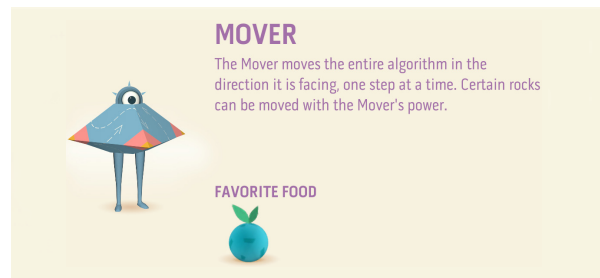 MOVER
The Mover moves the entire algorithm in the
direction it is facing, one step at a time. Certain rocks
can be moved with the Mover's power.
FAVORITE FOOD